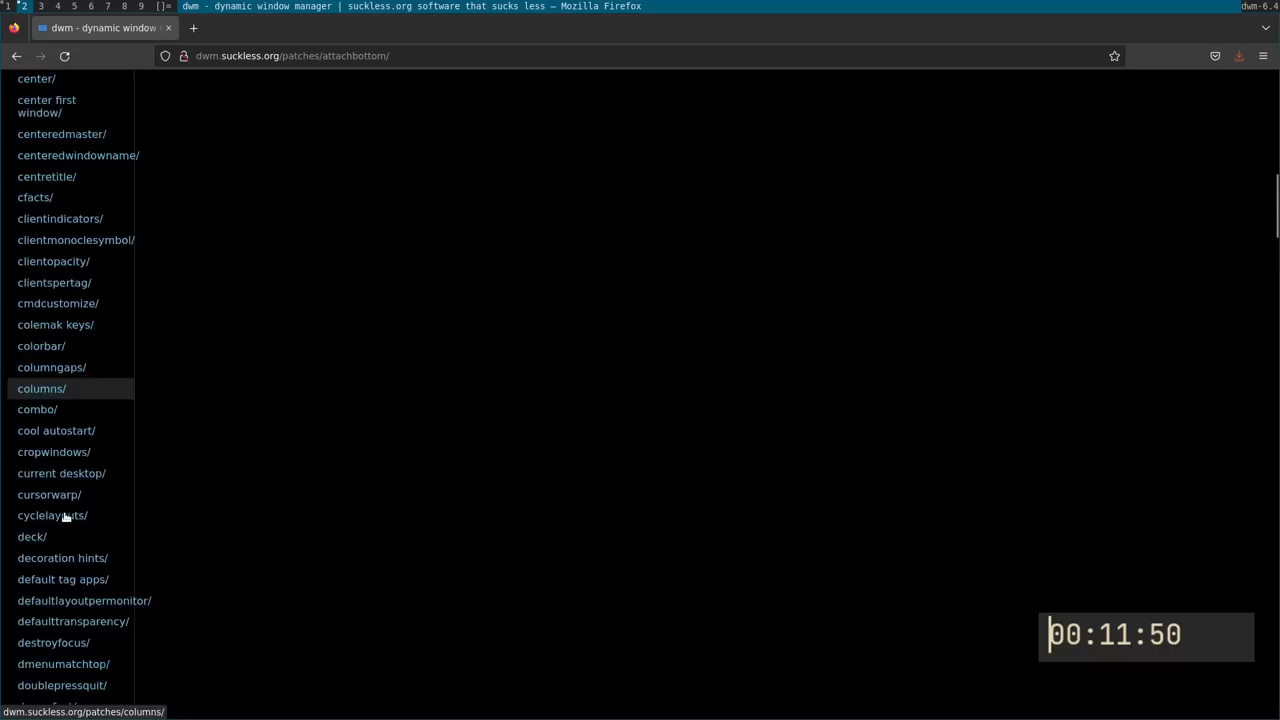 1 2 3 4 5 6 7 8 9 []= dwm - dynamic window manager | suckless.org software that sucks less — Mozilla Firefox dwm-6.4
dwm - dynamic window
dwm.suckless.org/patches/attachbottom/
center/
center first
window/
centeredmaster/
centeredwindowname/
centretitle/
cfacts/
clientindicators/
clientmonoclesymbol/
clientopacity/
clientspertag/
cmdcustomize/
colemak keys/
colorbar/
columngaps/
columns/
combo/
cool autostart/
cropwindows/
current desktop/
cursorwarp/
cyclelayouts/
deck/
decoration hints/
default tag apps/
defaultlayoutpermonitor/
defaulttransparency/
destroyfocus/
dmenumatchtop/
doublepressquit/
dwm.suckless.org/patches/columns/
00:11:50